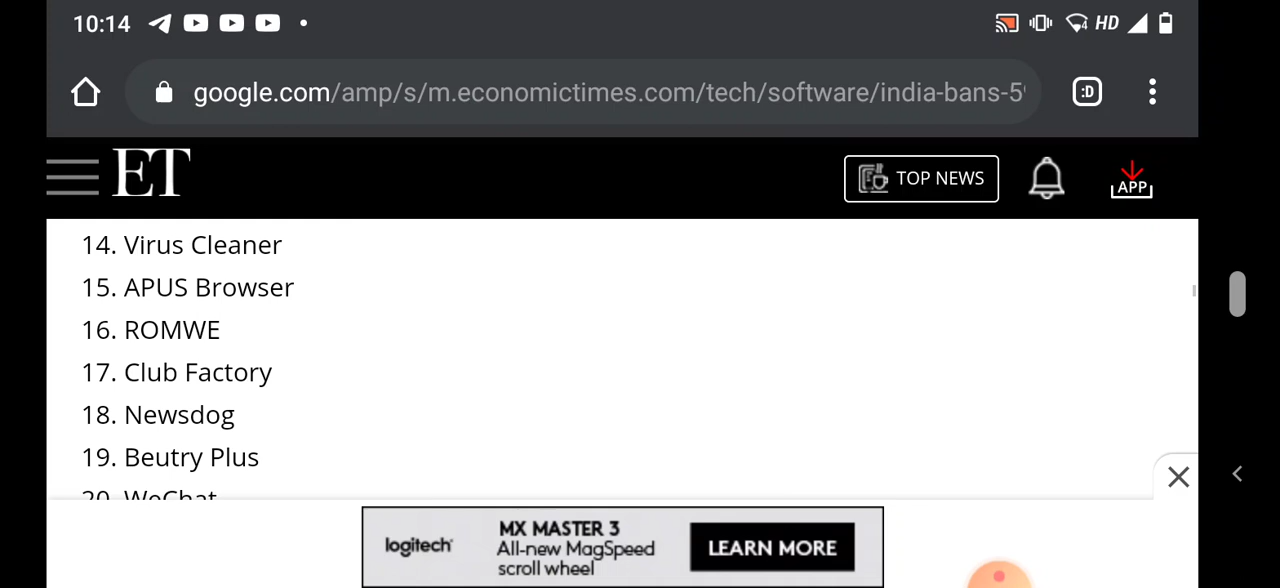 10:14 HD
google.com/amp/s/m.economictimes.com/tech/software/india-bans-5
:D
ET
TOP NEWS
APP
14. Virus Cleaner
15. APUS Browser
16. ROMWE
17. Club Factory
18. Newsdog
19. Beutry Plus
20. WeChat
logitech
MX MASTER 3
All-new MagSpeed
scroll wheel
LEARN MORE